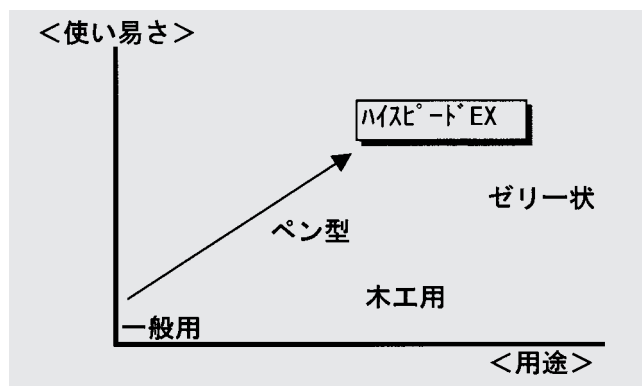 <使い易さ>
ﾊｲｽﾋﾟｰﾄﾞEX
ゼリー状
ペン型
木工用
一般用
<用途>